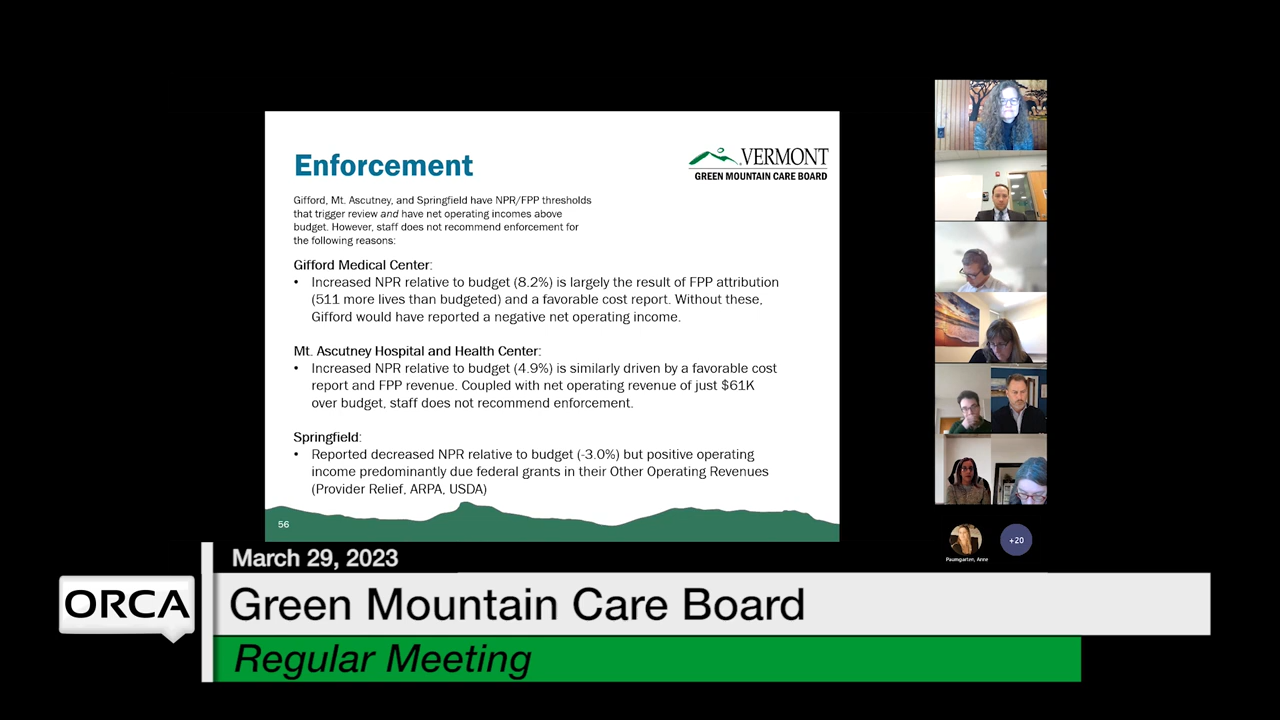 Enforcement
VERMONT
GREEN MOUNTAIN CARE BOARD
Gifford, Mt. Ascutney, and Springfield have NPR/FPP thresholds
that trigger review and have net operating incomes above
budget. However, staff does not recommend enforcement for
the following reasons:
Gifford Medical Center:
• Increased NPR relative to budget (8.2%) is largely the result of FPP attribution
(511 more lives than budgeted) and a favorable cost report. Without these,
Gifford would have reported a negative net operating income.
Mt. Ascutney Hospital and Health Center:
• Increased NPR relative to budget (4.9%) is similarly driven by a favorable cost
report and FPP revenue. Coupled with net operating revenue of just $61K
over budget, staff does not recommend enforcement.
Springfield:
• Reported decreased NPR relative to budget (-3.0%) but positive operating
income predominantly due federal grants in their Other Operating Revenues
(Provider Relief, ARPA, USDA)
56
+20
Paumgarten, Anne
March 29, 2023
ORCA
Green Mountain Care Board
Regular Meeting